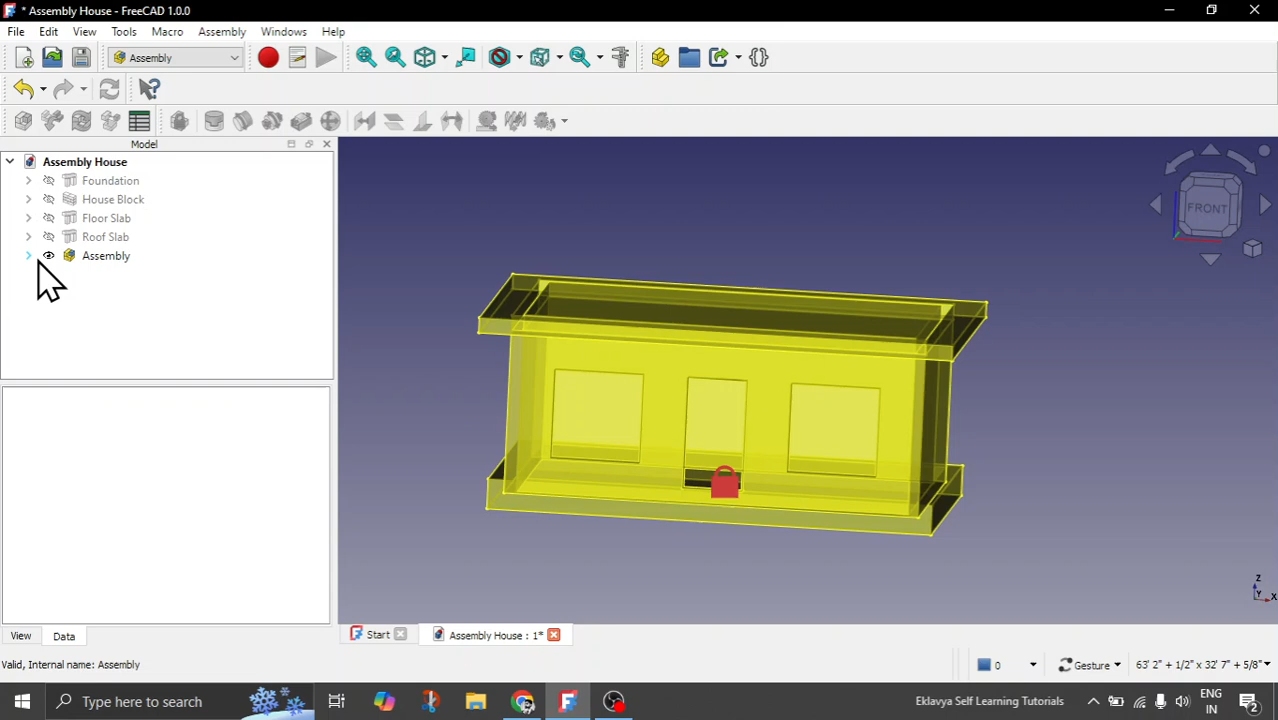 * Assembly House - FreeCAD 1.0.0
File Edit View Tools Macro Assembly Windows Help
Assembly
Model
Assembly House
Foundation
House Block
Floor Slab
Roof Slab
Assembly
FRONT
Z
Y
X
View Data
Start
Assembly House : 1*
Valid, Internal name: Assembly
0
Gesture
63' 2" + 1/2" x 32' 7" + 5/8"
Type here to search
Eklavya Self Learning Tutorials
ENG
IN
2